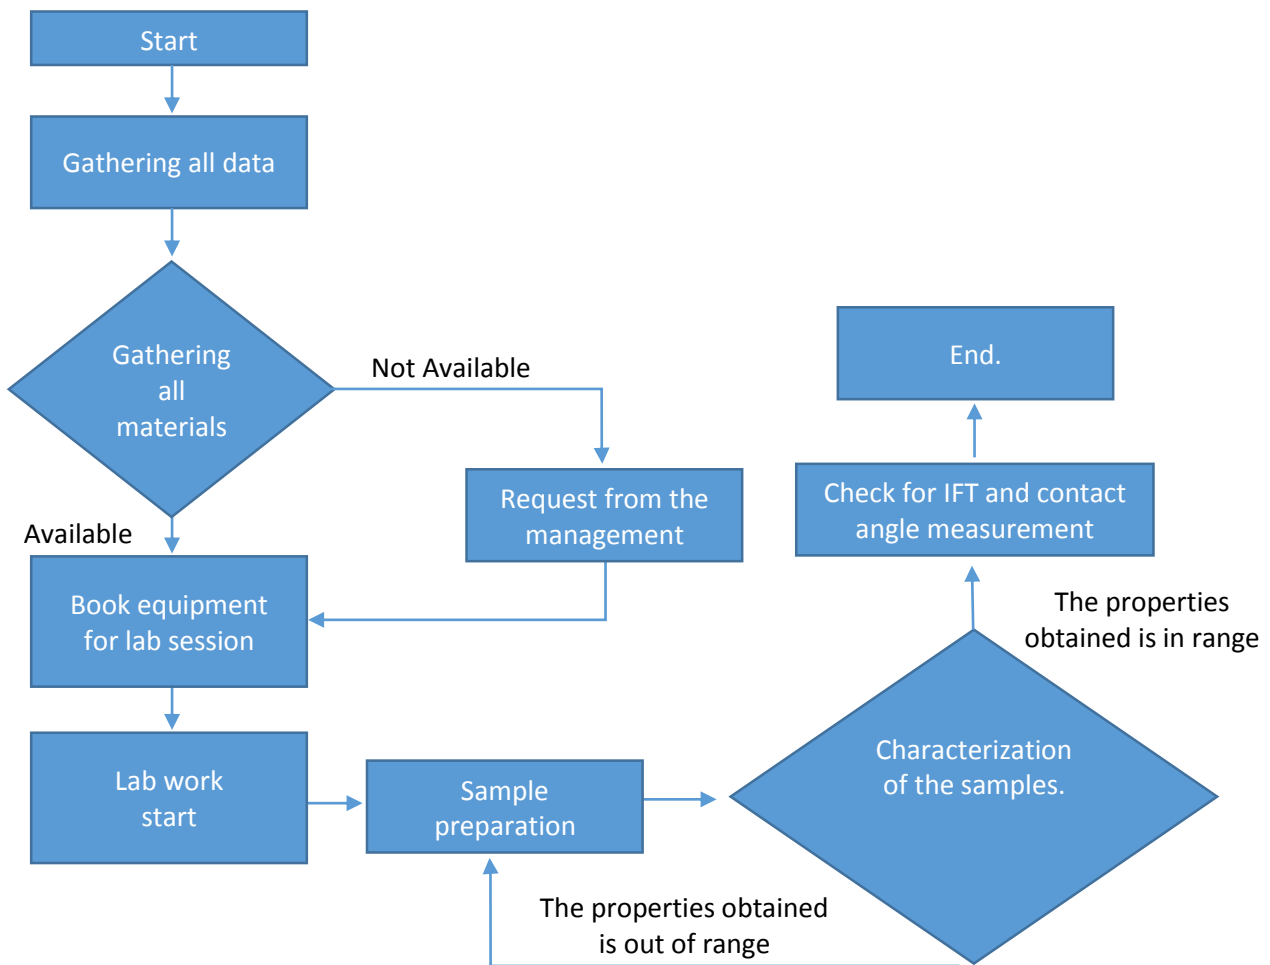 Start
Gathering all data
Gathering
all
materials
Not Available
Available
Request from the
management
Book equipment
for lab session
Lab work
start
Sample
preparation
Characterization
of the samples.
The properties obtained
is out of range
The properties
obtained is in range
Check for IFT and contact
angle measurement
End.